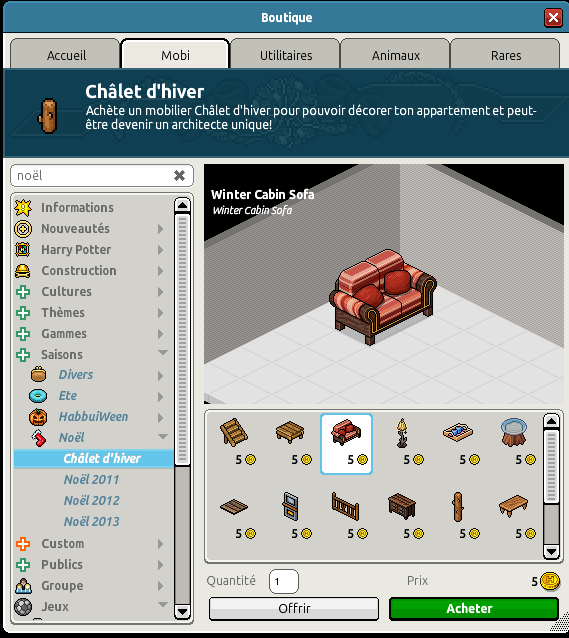 Boutique
Accueil
Mobi
Utilitaires
Animaux
Rares
Châlet d'hiver
Achète un mobilier Châlet d'hiver pour pouvoir décorer ton appartement et peut-
être devenir un architecte unique!
noël
Informations
Nouveautés
Harry Potter
Construction
Cultures
Thèmes
Gammes
Saisons
Divers
Ete
HabbuiWeen
Noël
Châlet d'hiver
Noël 2011
Noël 2012
Noël 2013
Custom
Publics
Groupe
Jeux
Winter Cabin Sofa
Winter Cabin Sofa
5 5 5 5 5 5
5 5 5 5 5 5
Quantité 1 Prix 5
Offrir
Acheter